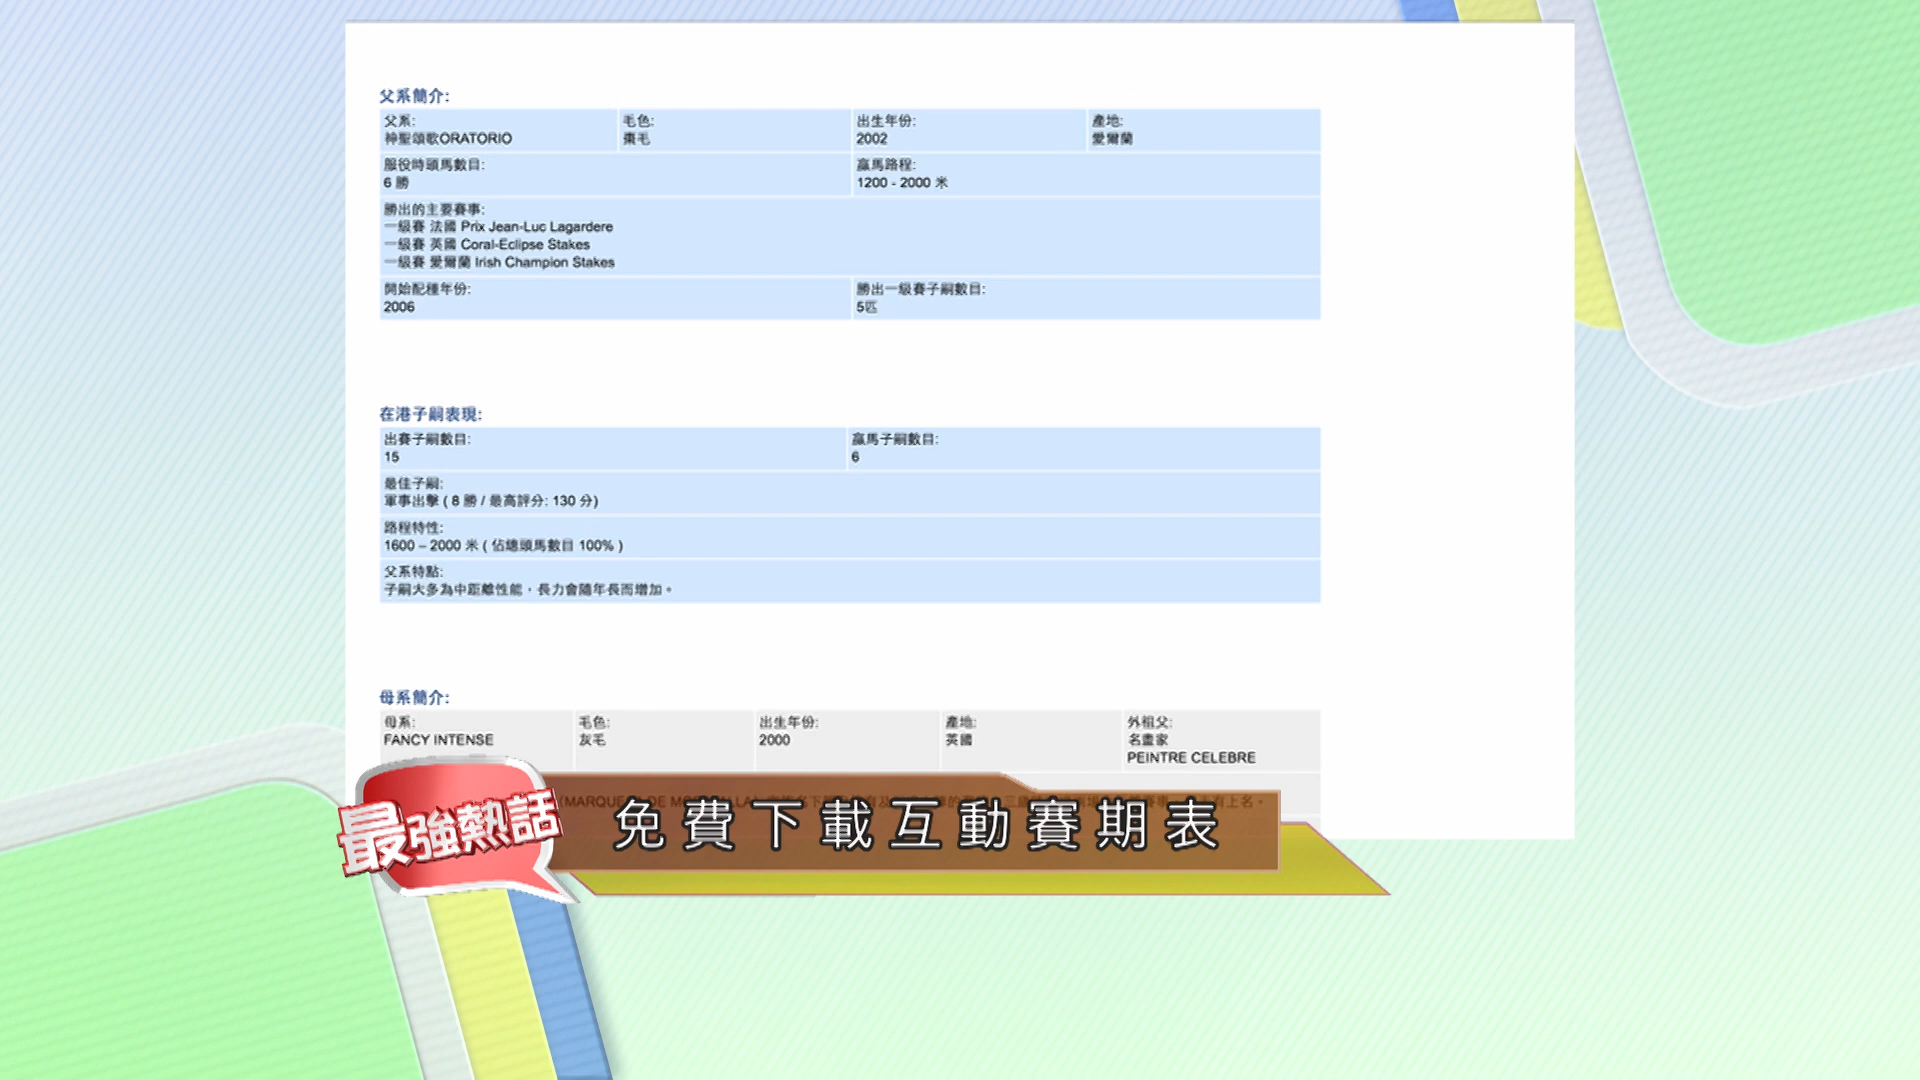 父系簡介:
父系: 毛色: 出生年份: 產地:
神聖頌歌ORATORIO 棗毛 2002 愛爾蘭
服役時頭馬數目: 贏馬路程:
6 勝 1200 - 2000 米
勝出的主要賽事:
一級賽 法國 Prix Jean-Luc Lagardere
一級賽 英國 Coral-Eclipse Stakes
一級賽 愛爾蘭 Irish Champion Stakes
開始配種年份: 勝出一級賽子嗣數目:
2006 5匹
在港子嗣表現:
出賽子嗣數目: 贏馬子嗣數目:
15 6
最佳子嗣:
軍事出擊 ( 8 勝 / 最高評分: 130 分)
路程特性:
1600 – 2000 米 ( 佔總頭馬數目 100% )
父系特點:
子嗣大多為中距離性能，長力會隨年長而增加。
母系簡介:
母系: 毛色: 出生年份: 產地: 外祖父:
FANCY INTENSE 灰毛 2000 英國 名畫家
PEINTRE CELEBRE
最強熱話
免費下載互動賽期表